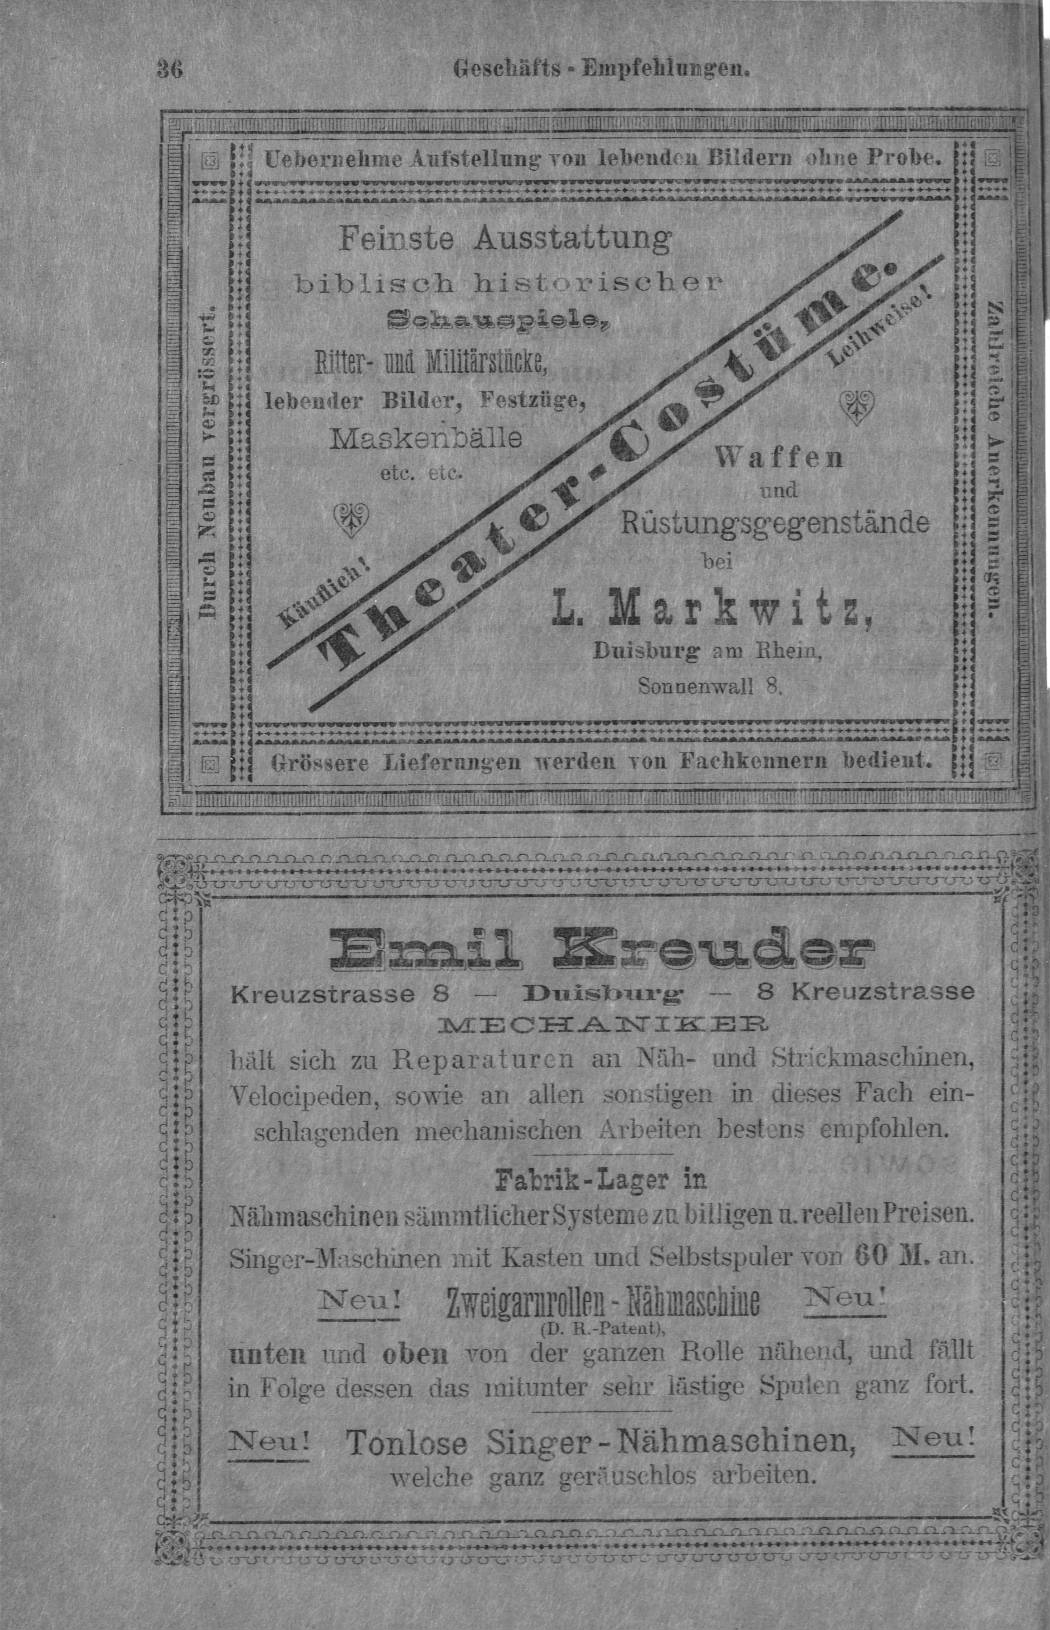 36
Geschäfts-Empfehlungen.
Uebernehme Aufstellung von lebenden Bildern ohne Probe.
Durch Neubau vergrössert.
Feinste Ausstattung
biblisch historischer
Schauspiele,
Ritter- und Militärstücke,
lebender Bilder, Festzüge,
Maskenbälle
etc. etc.
Käuflich!
Theater-Costüme.
Leihweise!
Waffen
und
Rüstungsgegenstände
bei
L. Markwitz,
Duisburg am Rhein,
Sonnenwall 8.
Zahlreiche Anerkennungen.
Grössere Lieferungen werden von Fachkennern bedient.
Emil Kreuder
Kreuzstrasse 8 — Duisburg — 8 Kreuzstrasse
MECHANIKER
hält sich zu Reparaturen an Näh- und Strickmaschinen,
Velocipeden, sowie an allen sonstigen in dieses Fach ein-
schlagenden mechanischen Arbeiten bestens empfohlen.
Fabrik-Lager in
Nähmaschinen sämmtlicher Systeme zu billigen u. reellen Preisen.
Singer-Maschinen mit Kasten und Selbstspuler von 60 M. an.
Neu! Zweigarnrollen-Nähmaschine Neu!
(D. R.-Patent),
unten und oben von der ganzen Rolle nähend, und fällt
in Folge dessen das mitunter sehr lästige Spulen ganz fort.
Neu! Tonlose Singer-Nähmaschinen, Neu!
welche ganz geräuschlos arbeiten.